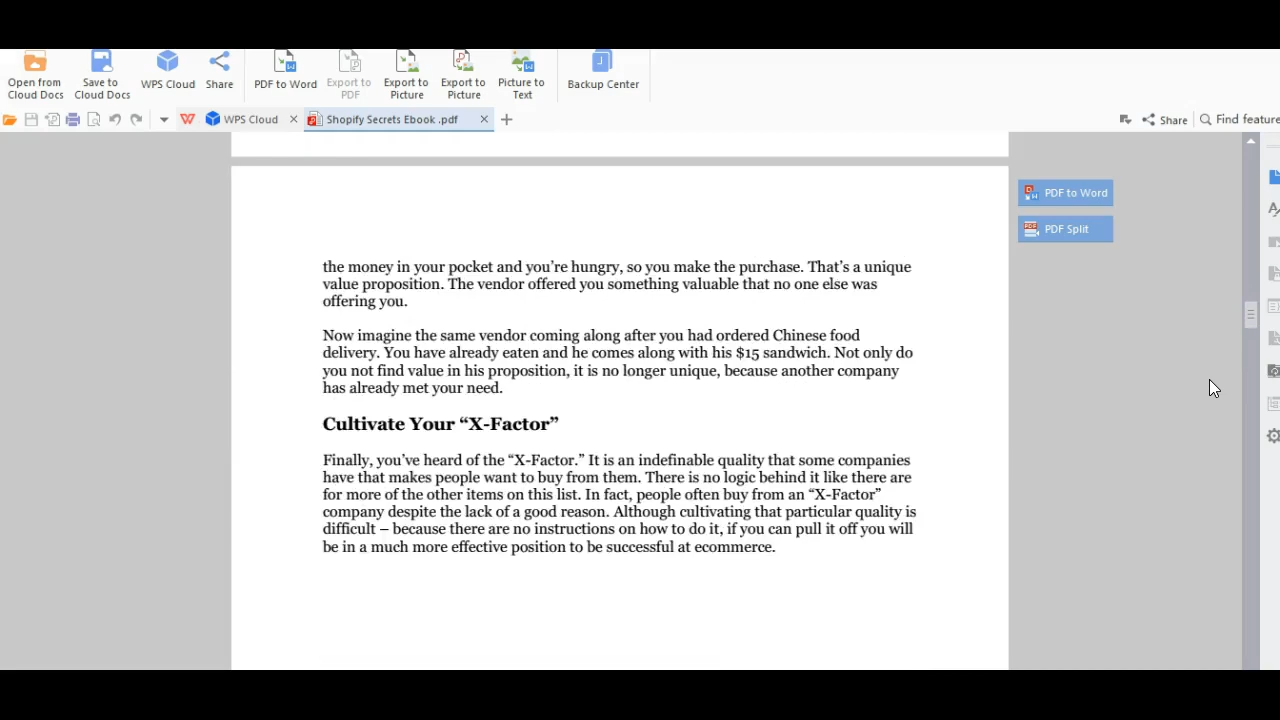 Open from
Cloud Docs
Save to
Cloud Docs
WPS Cloud
Share
PDF to Word
Export to
PDF
Export to
Picture
Export to
Picture
Picture to
Text
Backup Center
WPS Cloud
Shopify Secrets Ebook .pdf
Share
Find feature
PDF to Word
PDF Split
the money in your pocket and you’re hungry, so you make the purchase. That’s a unique
value proposition. The vendor offered you something valuable that no one else was
offering you.
Now imagine the same vendor coming along after you had ordered Chinese food
delivery. You have already eaten and he comes along with his $15 sandwich. Not only do
you not find value in his proposition, it is no longer unique, because another company
has already met your need.
Cultivate Your “X-Factor”
Finally, you’ve heard of the “X-Factor.” It is an indefinable quality that some companies
have that makes people want to buy from them. There is no logic behind it like there are
for more of the other items on this list. In fact, people often buy from an “X-Factor”
company despite the lack of a good reason. Although cultivating that particular quality is
difficult – because there are no instructions on how to do it, if you can pull it off you will
be in a much more effective position to be successful at ecommerce.